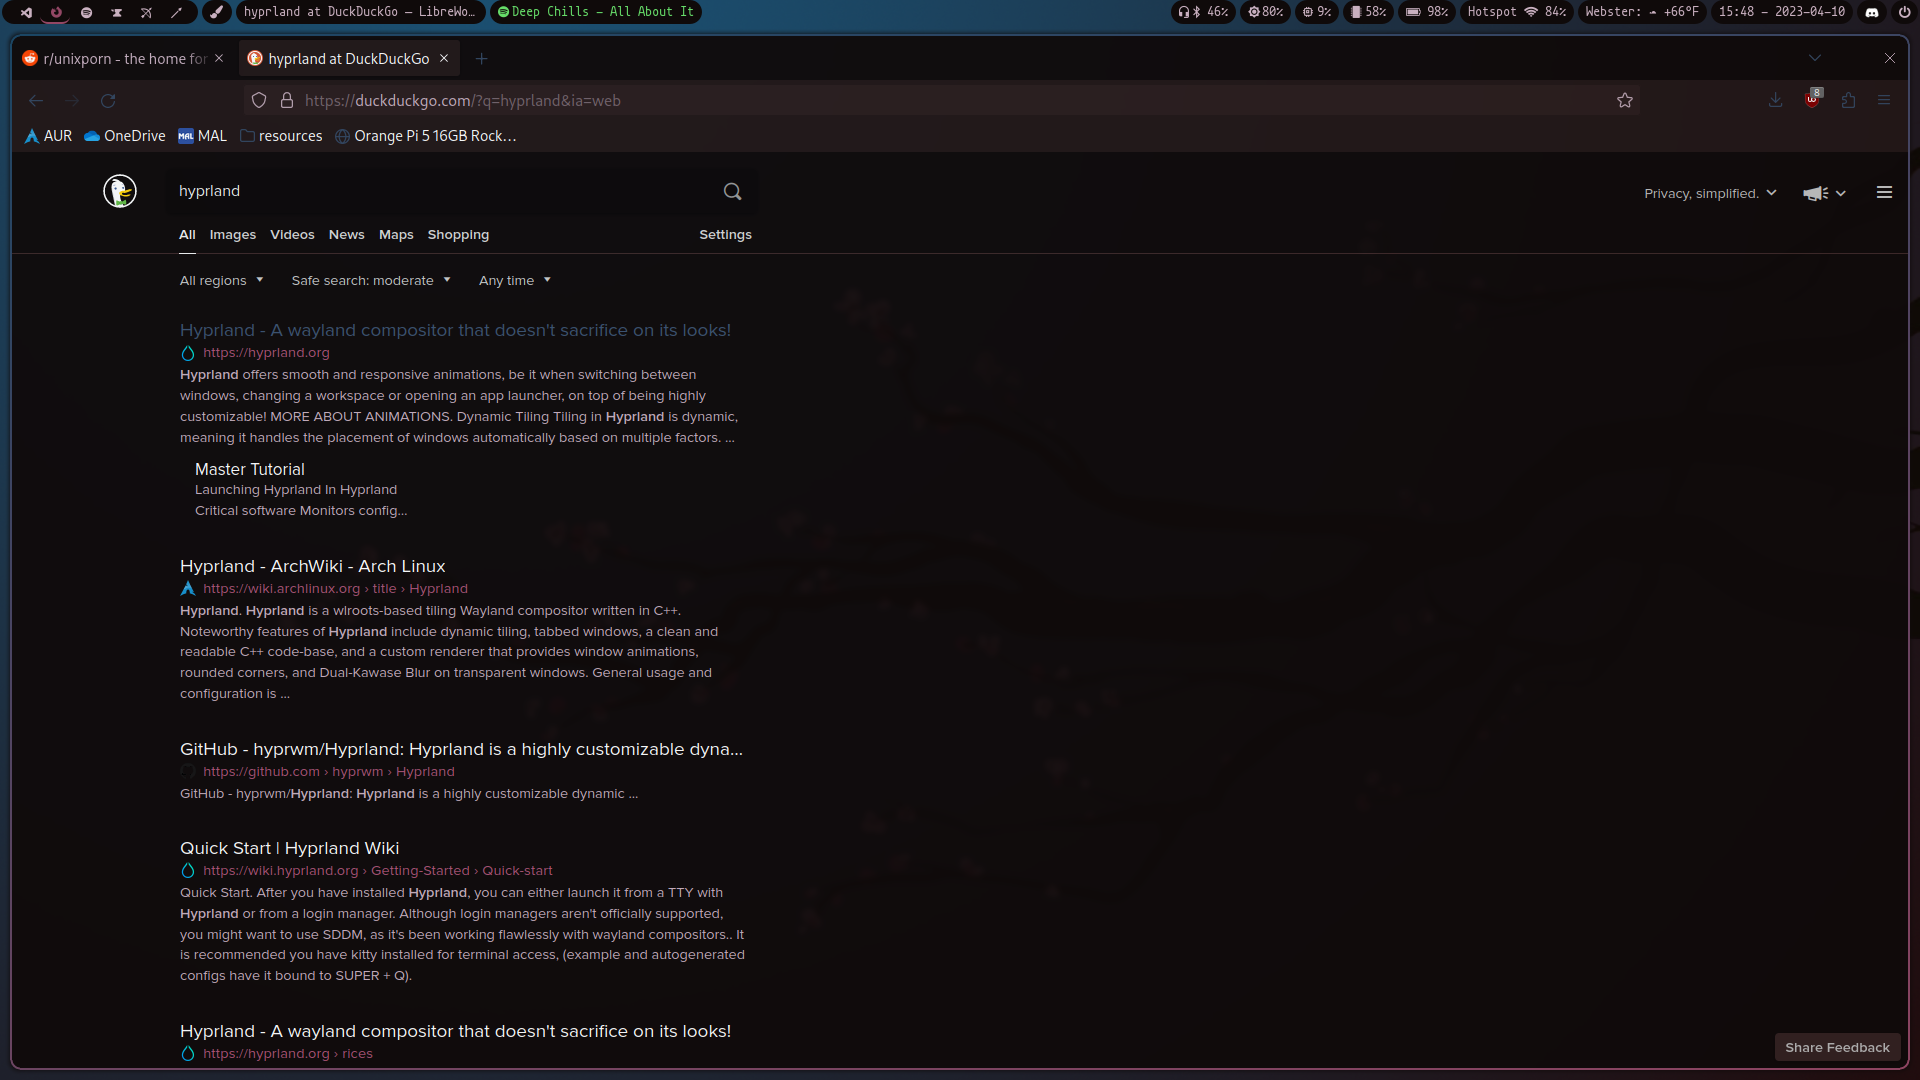 hyprland at DuckDuckGo — LibreWo…
Deep Chills – All About It
46%
80%
9%
58%
98%
Hotspot 84%
Webster: +66°F
15:48 – 2023-04-10
r/unixporn - the home for
hyprland at DuckDuckGo
https://duckduckgo.com/?q=hyprland&ia=web
8
AUR
OneDrive
MAL MAL
resources
Orange Pi 5 16GB Rock…
hyprland
Privacy, simplified.
All
Images
Videos
News
Maps
Shopping
Settings
All regions
Safe search: moderate
Any time
Hyprland - A wayland compositor that doesn't sacrifice on its looks!
https://hyprland.org
Hyprland offers smooth and responsive animations, be it when switching between
windows, changing a workspace or opening an app launcher, on top of being highly
customizable! MORE ABOUT ANIMATIONS. Dynamic Tiling Tiling in Hyprland is dynamic,
meaning it handles the placement of windows automatically based on multiple factors. ...
Master Tutorial
Launching Hyprland In Hyprland
Critical software Monitors config...
Hyprland - ArchWiki - Arch Linux
https://wiki.archlinux.org › title › Hyprland
Hyprland. Hyprland is a wlroots-based tiling Wayland compositor written in C++.
Noteworthy features of Hyprland include dynamic tiling, tabbed windows, a clean and
readable C++ code-base, and a custom renderer that provides window animations,
rounded corners, and Dual-Kawase Blur on transparent windows. General usage and
configuration is ...
GitHub - hyprwm/Hyprland: Hyprland is a highly customizable dyna...
https://github.com › hyprwm › Hyprland
GitHub - hyprwm/Hyprland: Hyprland is a highly customizable dynamic ...
Quick Start | Hyprland Wiki
https://wiki.hyprland.org › Getting-Started › Quick-start
Quick Start. After you have installed Hyprland, you can either launch it from a TTY with
Hyprland or from a login manager. Although login managers aren't officially supported,
you might want to use SDDM, as it's been working flawlessly with wayland compositors.. It
is recommended you have kitty installed for terminal access, (example and autogenerated
configs have it bound to SUPER + Q).
Hyprland - A wayland compositor that doesn't sacrifice on its looks!
https://hyprland.org › rices
Share Feedback